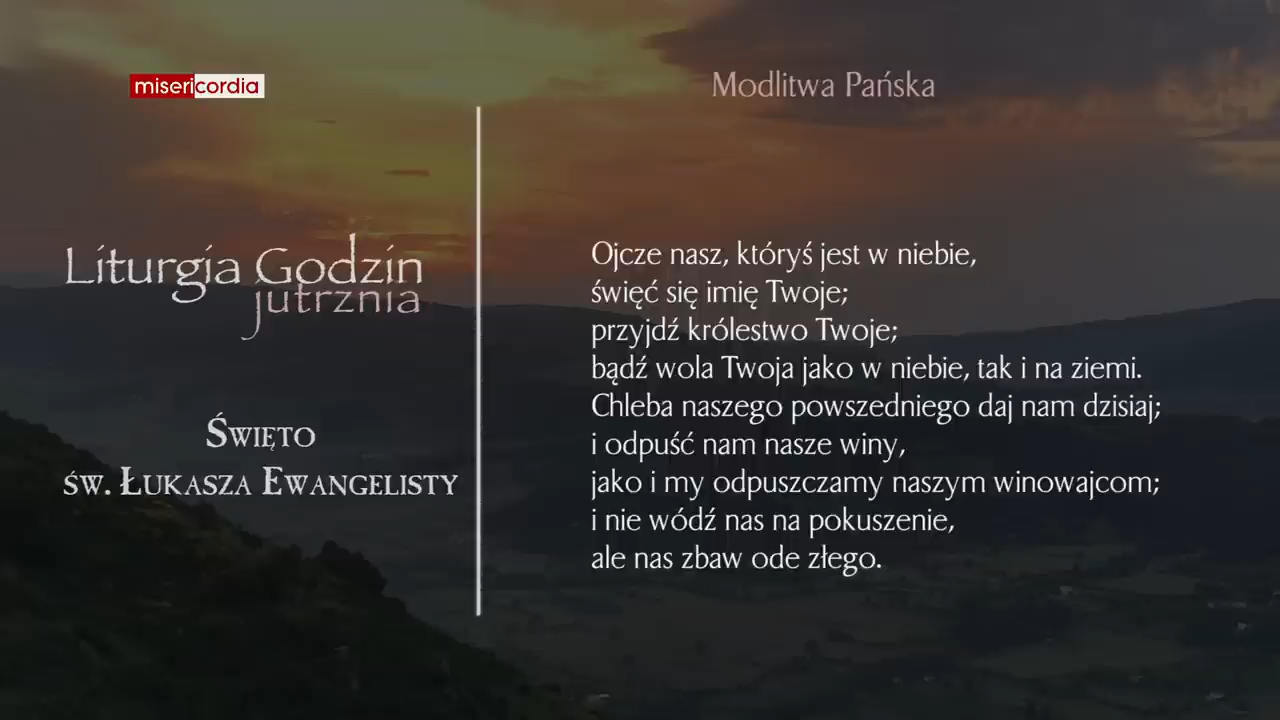 misericordia
Modlitwa Pańska
Liturgia Godzin
jutrznia
Święto
św. Łukasza Ewangelisty
Ojcze nasz, któryś jest w niebie,
święć się imię Twoje;
przyjdź królestwo Twoje;
bądź wola Twoja jako w niebie, tak i na ziemi.
Chleba naszego powszedniego daj nam dzisiaj;
i odpuść nam nasze winy,
jako i my odpuszczamy naszym winowajcom;
i nie wódź nas na pokuszenie,
ale nas zbaw ode złego.